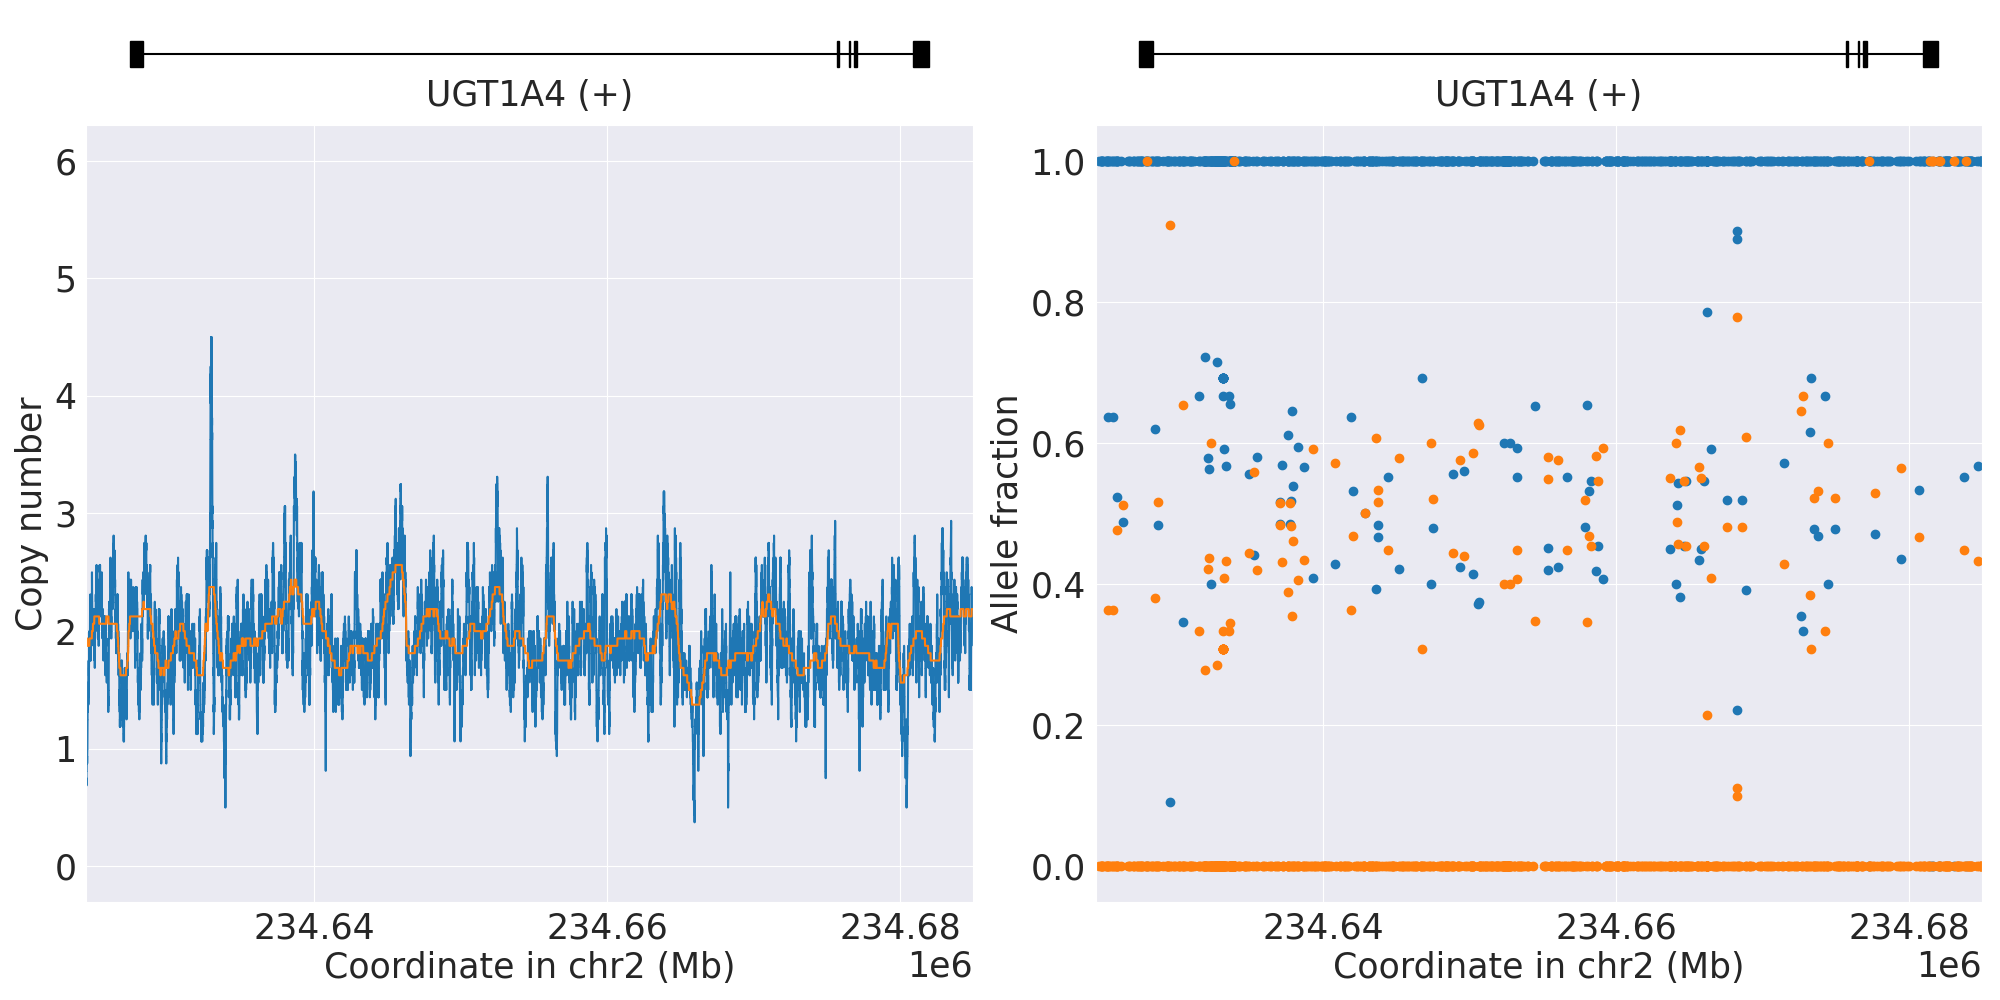 UGT1A4 (+)
6
5
4
3
2
1
0
Copy number
234.64
234.66
234.68
Coordinate in chr2 (Mb)
1e6
UGT1A4 (+)
1.0
0.8
0.6
0.4
0.2
0.0
Allele fraction
234.64
234.66
234.68
Coordinate in chr2 (Mb)
1e6